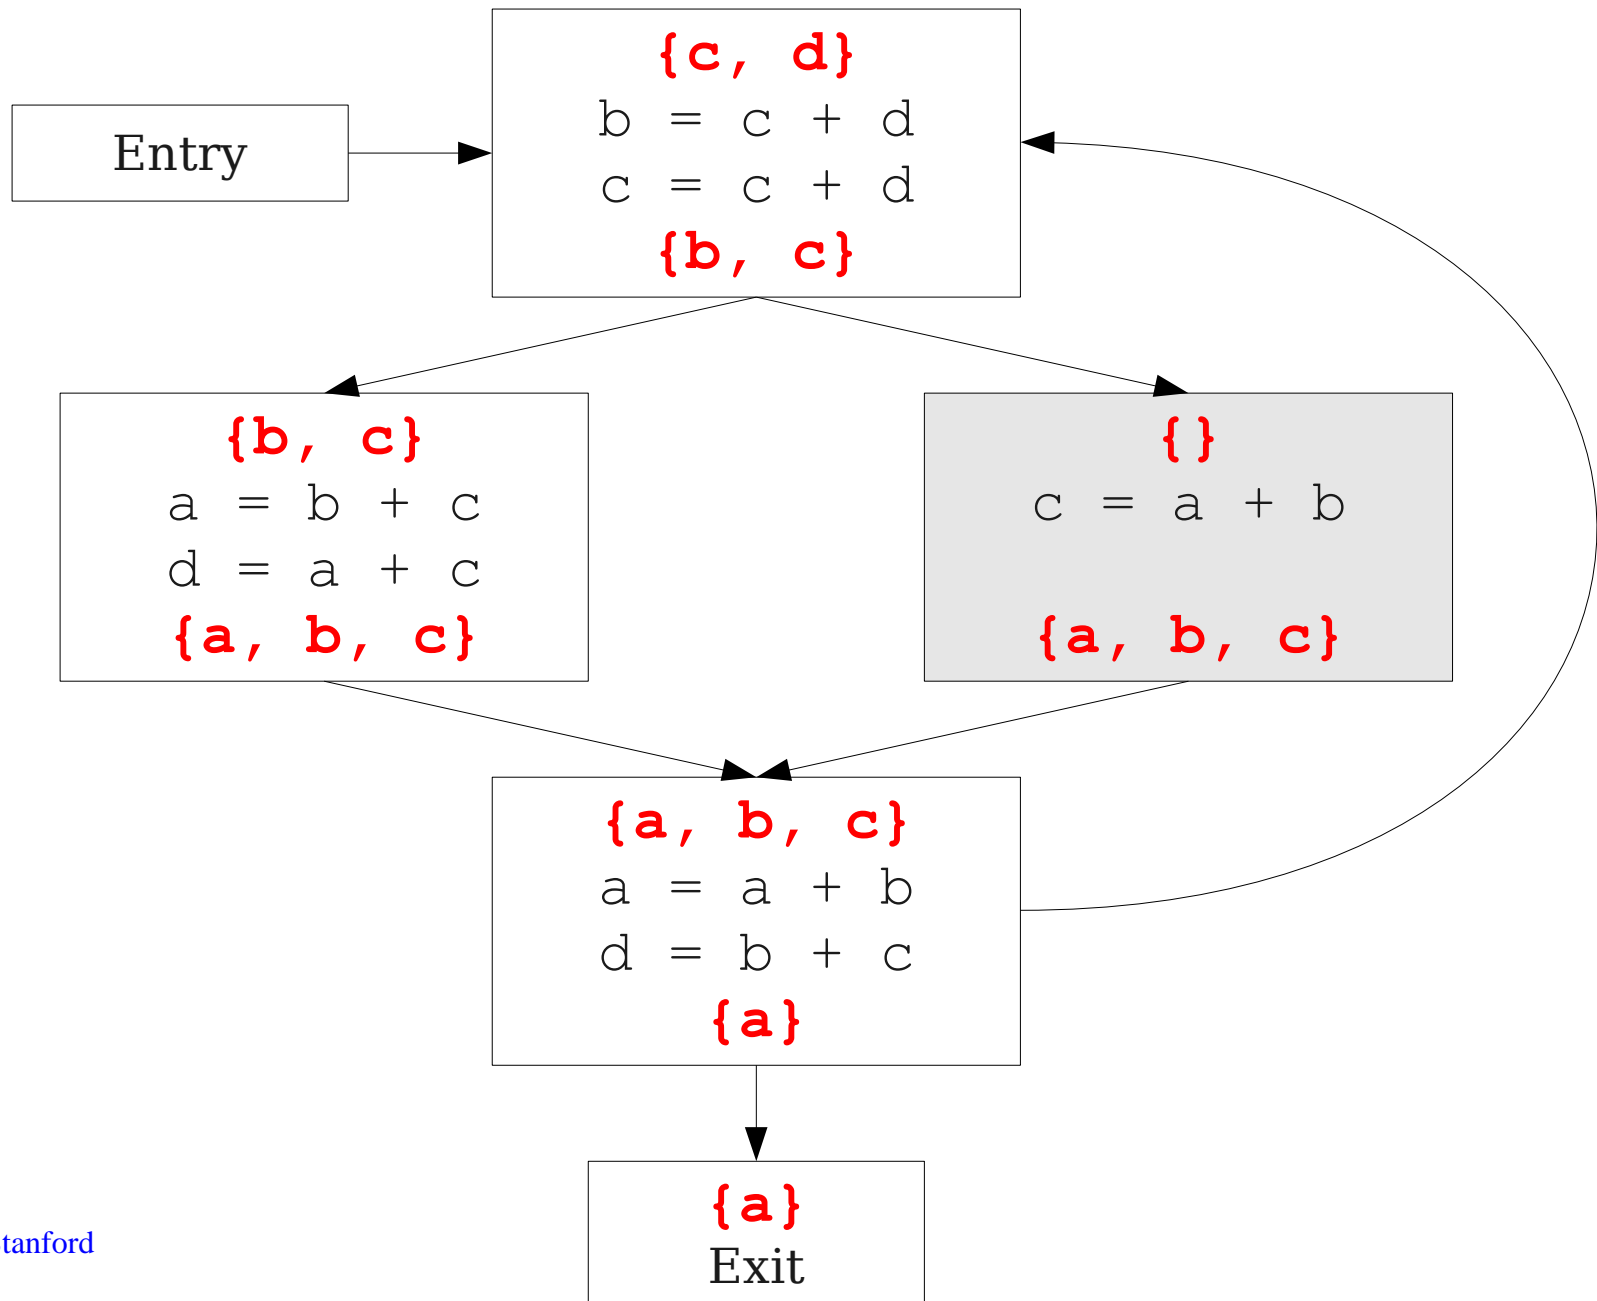 {c, d}
b = c + d
c = c + d
{b, c}
Entry
{b, c}
a = b + c
d = a + c
{a, b, c}
{}
c = a + b
{a, b, c}
{a, b, c}
a = a + b
d = b + c
{a}
{a}
Exit
tanford